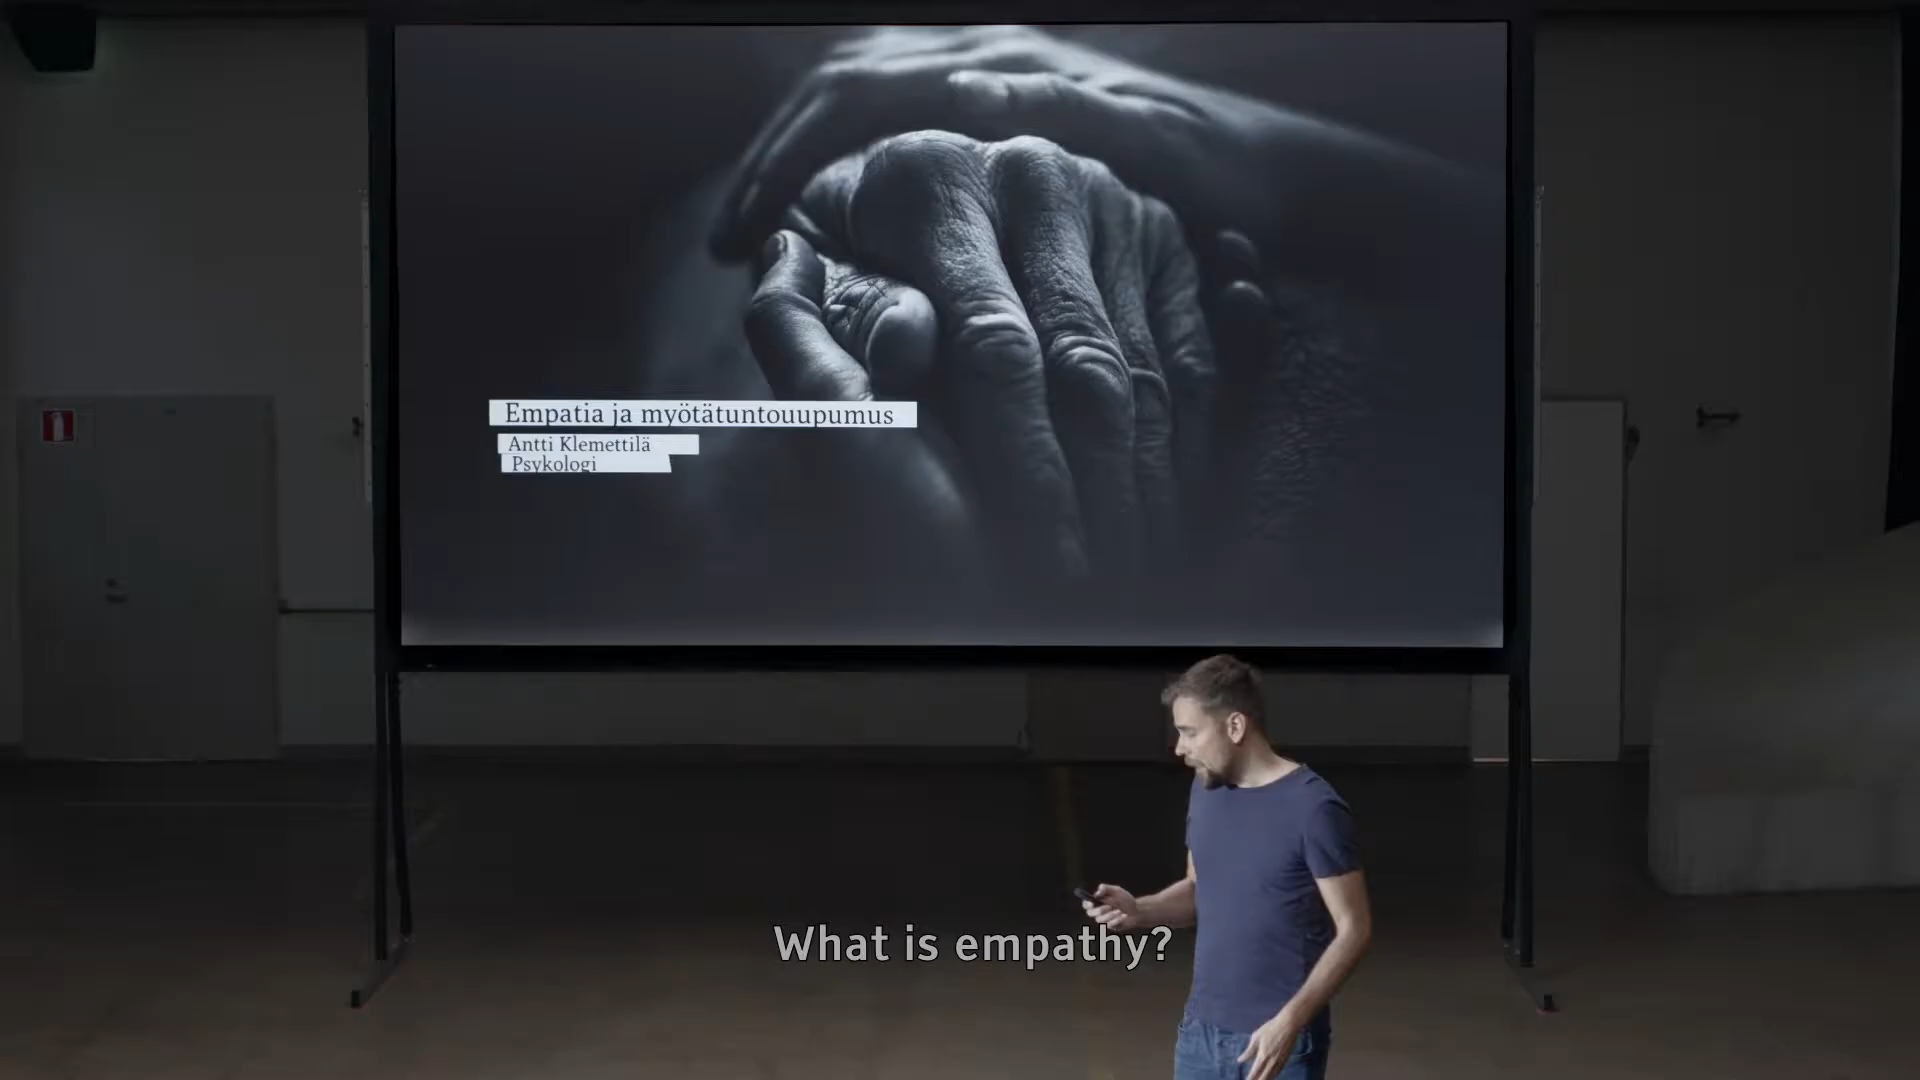 Empatia ja myötätuntouupumus
Antti Klemettilä
Psykologi
What is empathy?